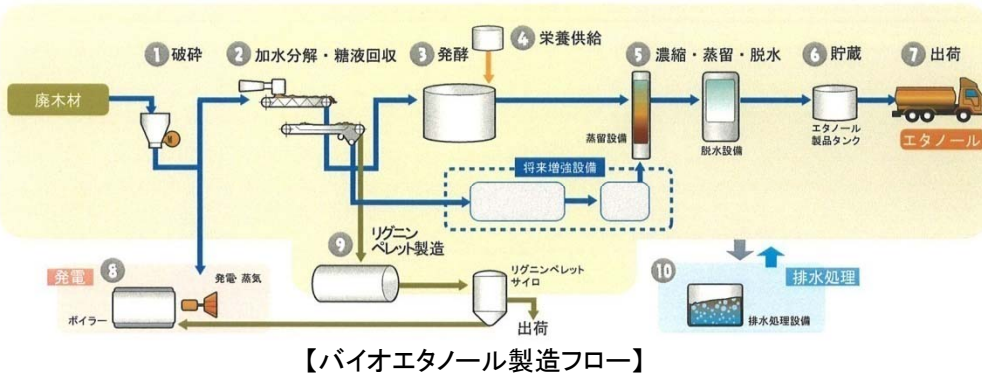 ① 破砕
② 加水分解・糖液回収
③ 発酵
④ 栄養供給
⑤ 濃縮・蒸留・脱水
⑥ 貯蔵
⑦ 出荷
廃木材
M
蒸留設備
脱水設備
エタノール
製品タンク
エタノール
将来増強設備
⑨ リグニン
ペレット製造
発電
⑧
発電・蒸気
ボイラー
リグニンペレット
サイロ
出荷
⑩
排水処理
排水処理設備
【バイオエタノール製造フロー】